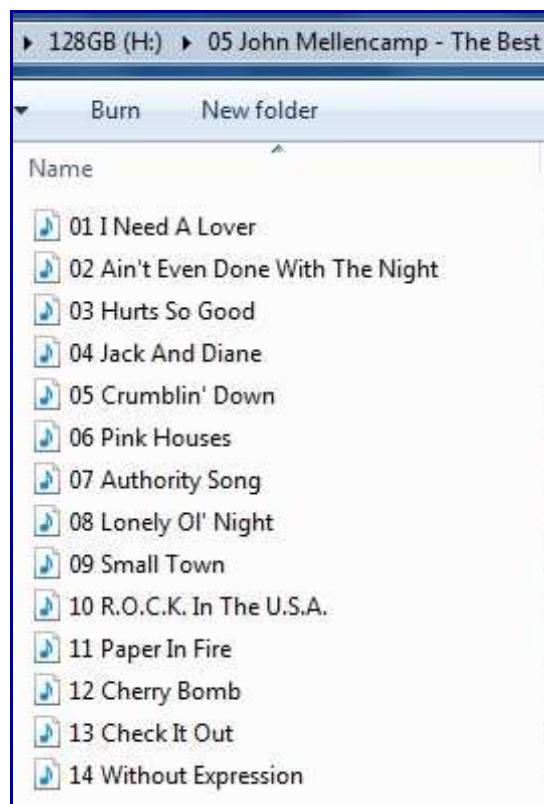 128GB (H:) 05 John Mellencamp - The Best
Burn New folder
Name
01 I Need A Lover
02 Ain't Even Done With The Night
03 Hurts So Good
04 Jack And Diane
05 Crumblin' Down
06 Pink Houses
07 Authority Song
08 Lonely Ol' Night
09 Small Town
10 R.O.C.K. In The U.S.A.
11 Paper In Fire
12 Cherry Bomb
13 Check It Out
14 Without Expression